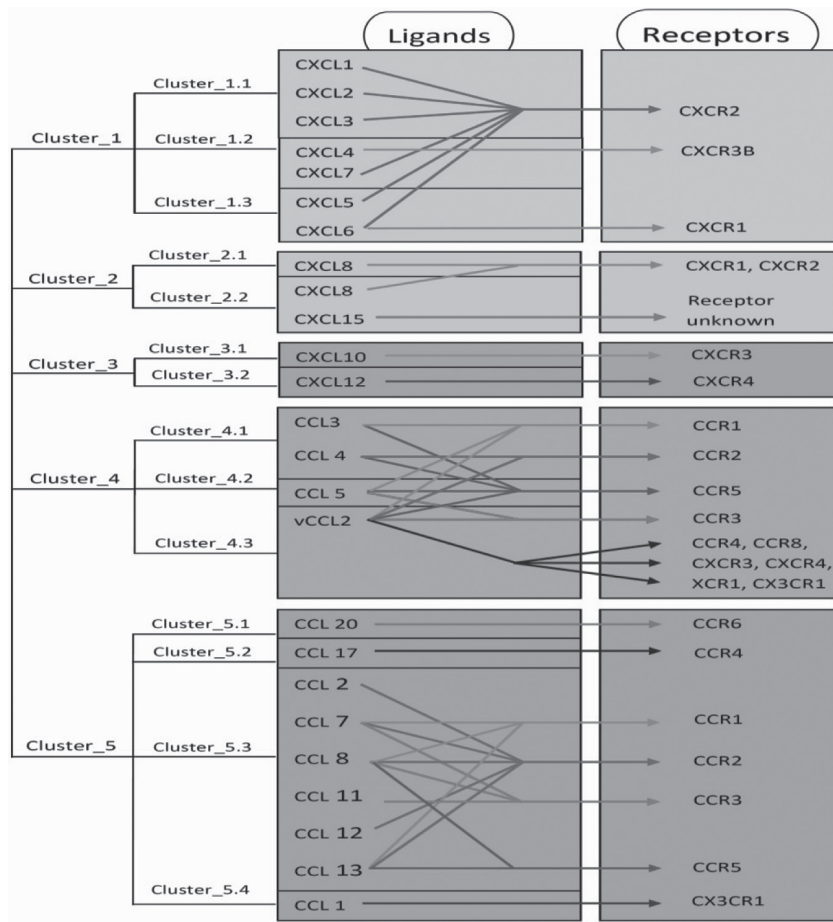 Ligands Receptors
Cluster_1
Cluster_1.1
Cluster_1.2
Cluster_1.3
CXCL1
CXCL2
CXCL3
CXCL4
CXCL7
CXCL5
CXCL6
CXCR2
CXCR3B
CXCR1
Cluster_2
Cluster_2.1
Cluster_2.2
CXCL8
CXCL8
CXCL15
CXCR1, CXCR2
Receptor
unknown
Cluster_3
Cluster_3.1
Cluster_3.2
CXCL10
CXCL12
CXCR3
CXCR4
Cluster_4
Cluster_4.1
Cluster_4.2
Cluster_4.3
CCL3
CCL 4
CCL 5
vCCL2
CCR1
CCR2
CCR5
CCR3
CCR4, CCR8,
CXCR3, CXCR4,
XCR1, CX3CR1
Cluster_5
Cluster_5.1
Cluster_5.2
Cluster_5.3
Cluster_5.4
CCL 20
CCL 17
CCL 2
CCL 7
CCL 8
CCL 11
CCL 12
CCL 13
CCL 1
CCR6
CCR4
CCR1
CCR2
CCR3
CCR5
CX3CR1